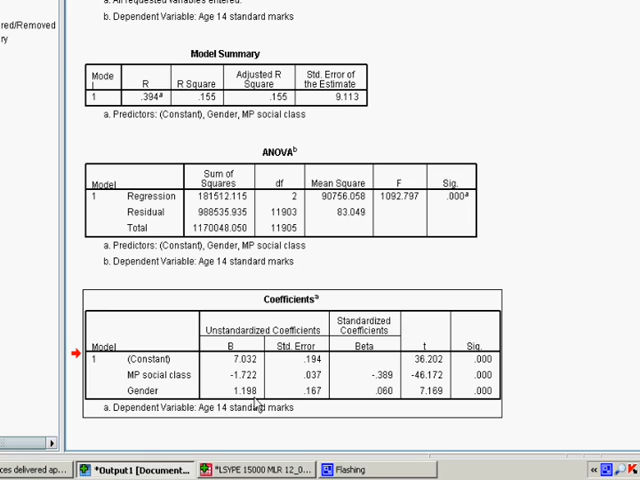 a. All requested variables entered.
red/Removed
b. Dependent Variable: Age 14 standard marks
ry
Model Summary
Mode
l
R
R Square
Adjusted R
Square
Std. Error of
the Estimate
1 .394a .155 .155 9.113
a. Predictors: (Constant), Gender, MP social class
ANOVAb
Model
Sum of
Squares
df
Mean Square
F
Sig.
1 Regression 181512.115 2 90756.058 1092.797 .000a
Residual 988535.935 11903 83.049
Total 1170048.050 11905
a. Predictors: (Constant), Gender, MP social class
b. Dependent Variable: Age 14 standard marks
Coefficientsa
Model
Unstandardized Coefficients
Standardized
Coefficients
B Std. Error Beta t Sig.
1 (Constant) 7.032 .194 36.202 .000
MP social class -1.722 .037 -.389 -46.172 .000
Gender 1.198 .167 .060 7.169 .000
a. Dependent Variable: Age 14 standard marks
ces delivered ap...
*Output1 [Document...
*LSYPE 15000 MLR 12_0...
Flashing
«